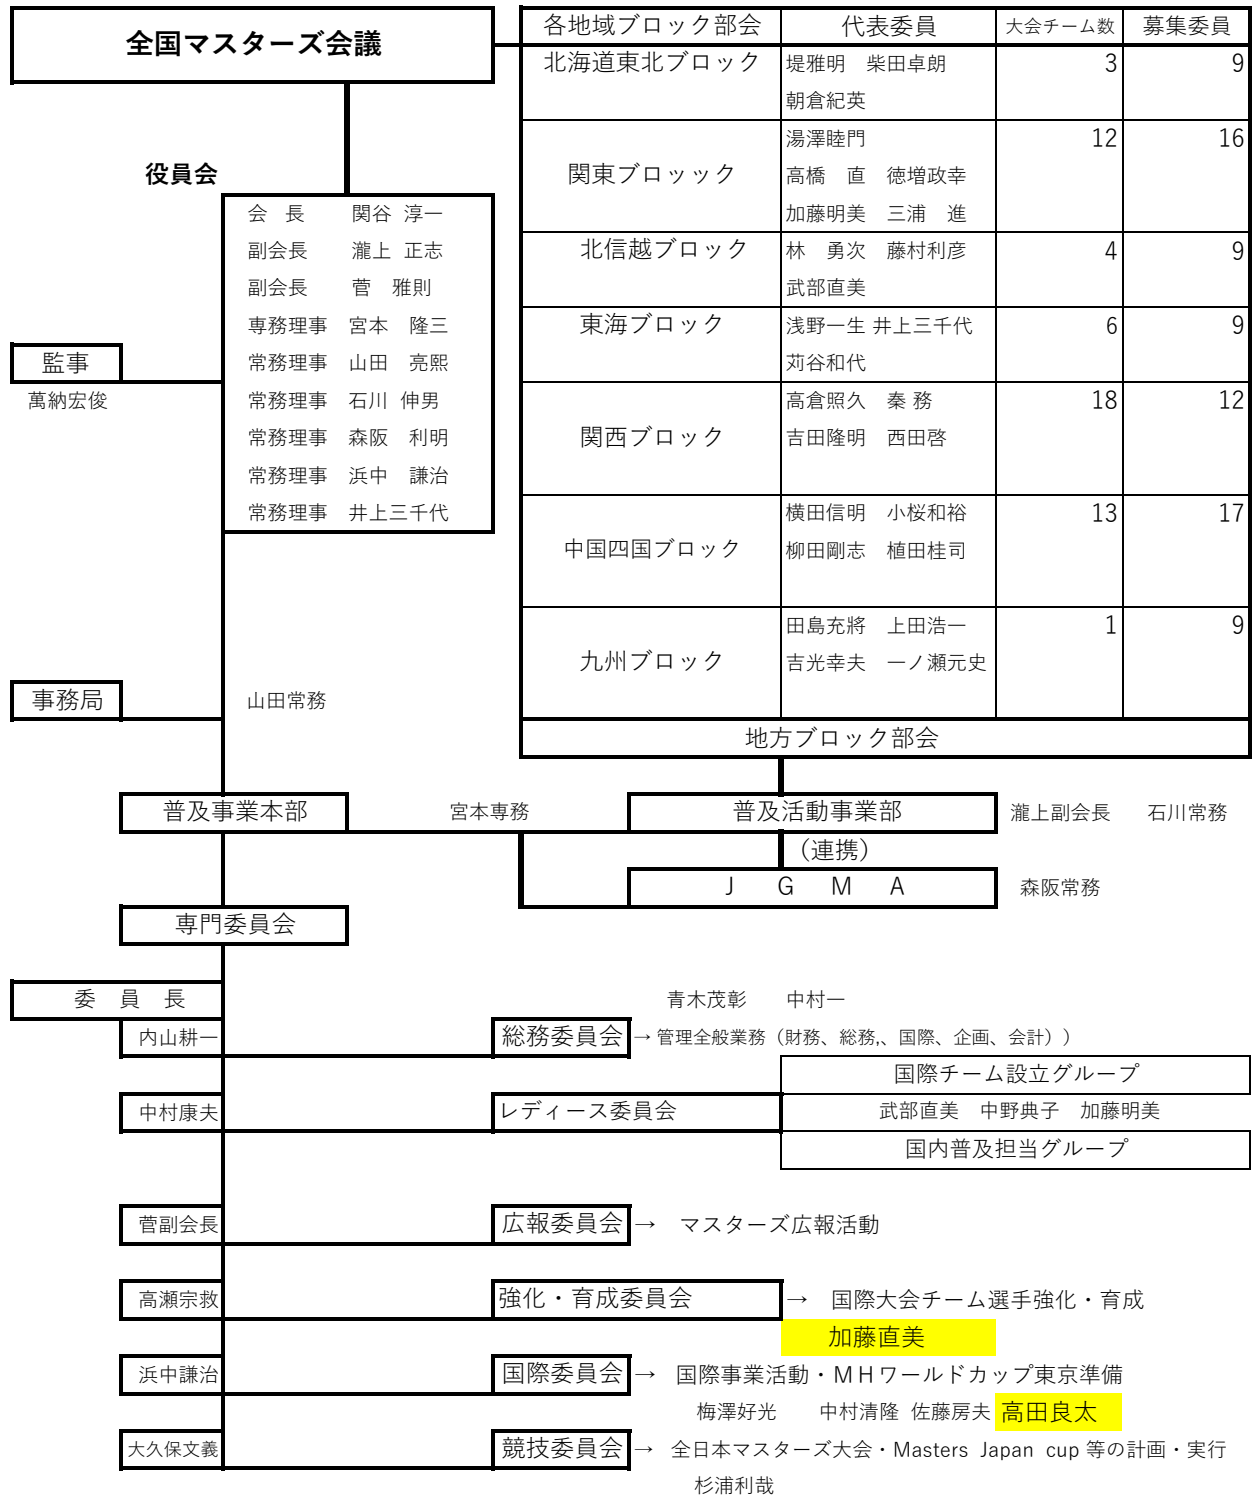 全国マスターズ会議
各地域ブロック部会 代表委員 大会チーム数 募集委員
北海道東北ブロック 堤雅明 柴田卓朗 3 9
朝倉紀英
湯澤睦門 12 16
関東ブロッック 高橋 直 徳増政幸
加藤明美 三浦 進
北信越ブロック 林 勇次 藤村利彦 4 9
武部直美
東海ブロック 浅野一生 井上三千代 6 9
苅谷和代
高倉照久 秦 務 18 12
関西ブロック 吉田隆明 西田啓
横田信明 小桜和裕 13 17
中国四国ブロック 柳田剛志 植田桂司
田島充將 上田浩一 1 9
九州ブロック 吉光幸夫 一ノ瀬元史
地方ブロック部会
役員会
会 長 関谷 淳一
副会長 瀧上 正志
副会長 菅 雅則
専務理事 宮本 隆三
常務理事 山田 亮熙
常務理事 石川 伸男
常務理事 森阪 利明
常務理事 浜中 謙治
常務理事 井上三千代
監事
萬納宏俊
事務局 山田常務
普及事業本部 宮本専務 普及活動事業部 瀧上副会長 石川常務
（連携）
J G M A 森阪常務
専門委員会
委 員 長 青木茂彰 中村一
内山耕一 総務委員会 → 管理全般業務（財務、総務,、国際、企画、会計））
国際チーム設立グループ
中村康夫 レディース委員会 武部直美 中野典子 加藤明美
国内普及担当グループ
菅副会長 広報委員会 → マスターズ広報活動
高瀬宗救 強化・育成委員会 → 国際大会チーム選手強化・育成
加藤直美
浜中謙治 国際委員会 → 国際事業活動・MHワールドカップ東京準備
梅澤好光 中村清隆 佐藤房夫 高田良太
大久保文義 競技委員会 → 全日本マスターズ大会・Masters Japan cup 等の計画・実行
杉浦利哉